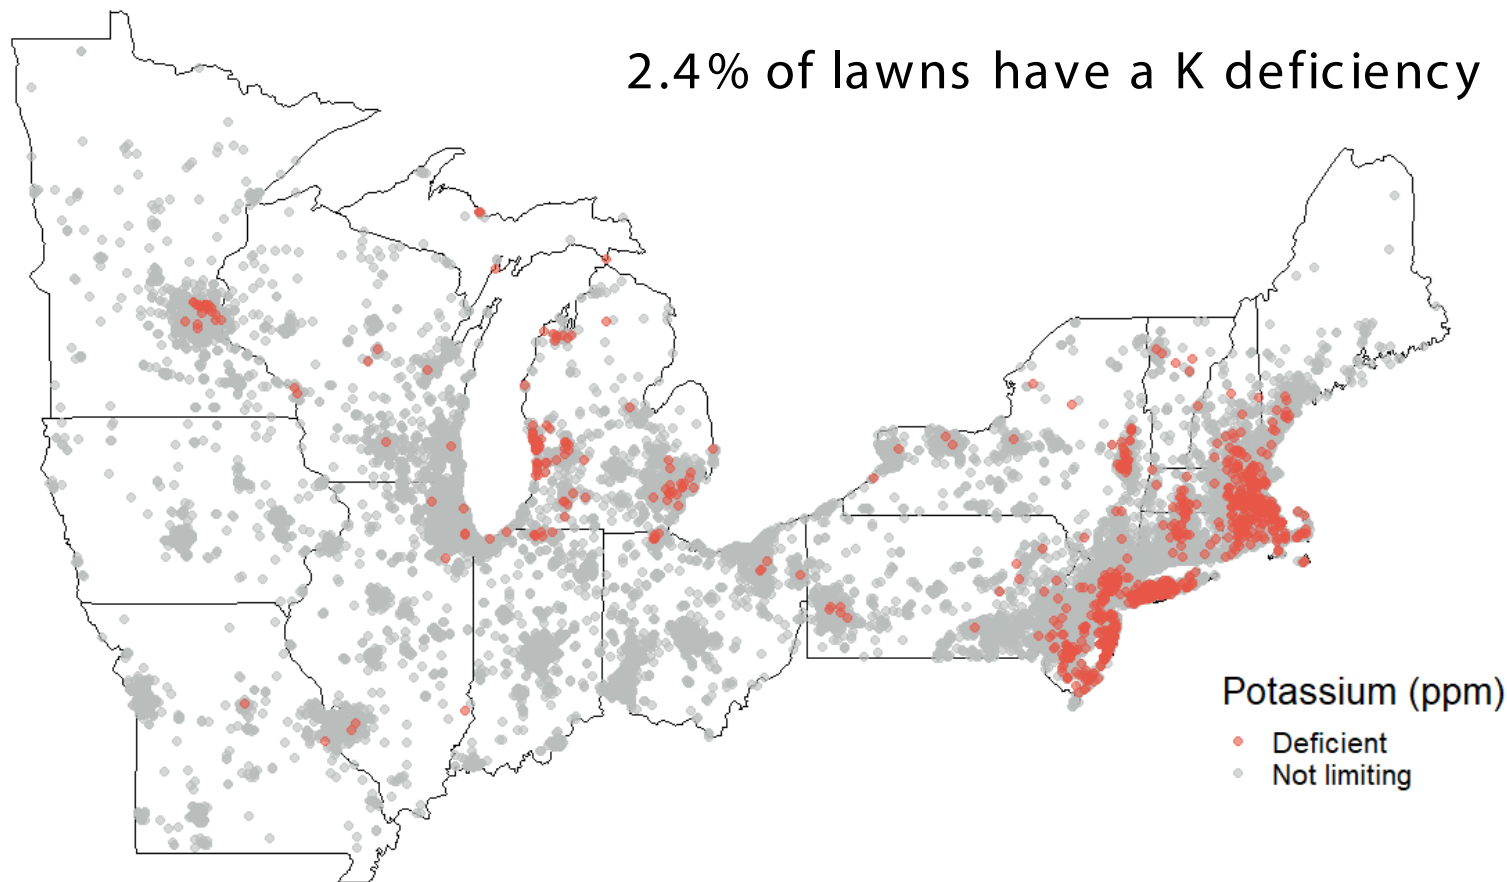 2.4% of lawns have a K deficiency
Potassium (ppm)
Deficient
Not limiting